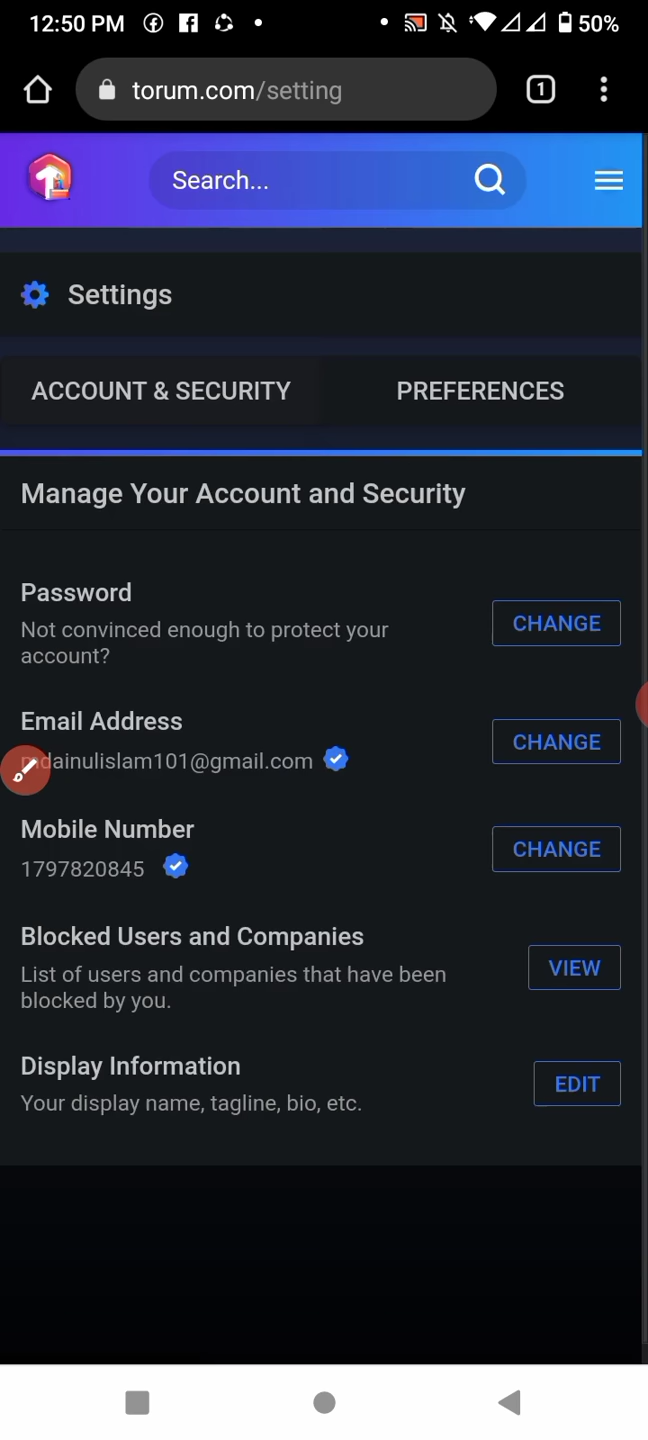 12:50 PM
50%
torum.com/setting
1
Search...
Settings
ACCOUNT & SECURITY PREFERENCES
Manage Your Account and Security
Password
Not convinced enough to protect your
account?
CHANGE
Email Address
mdainulislam101@gmail.com
CHANGE
Mobile Number
1797820845
CHANGE
Blocked Users and Companies
List of users and companies that have been
blocked by you.
VIEW
Display Information
Your display name, tagline, bio, etc.
EDIT